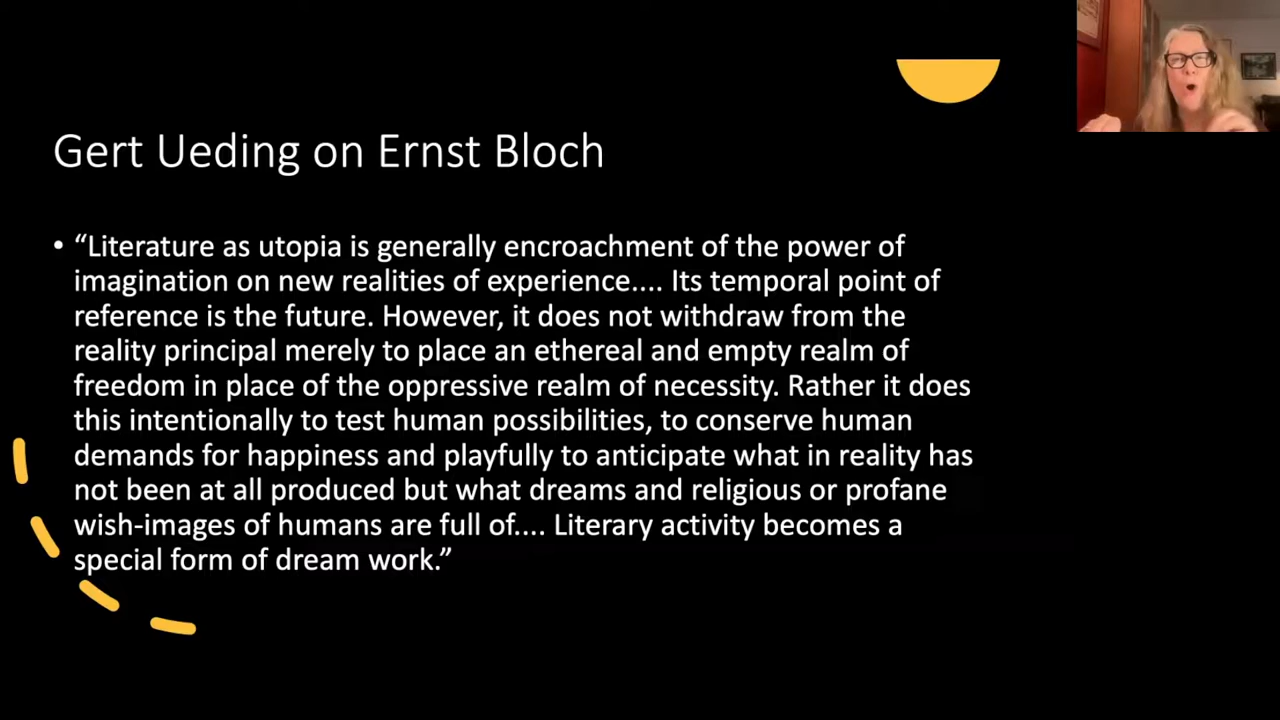 Gert Ueding on Ernst Bloch
• “Literature as utopia is generally encroachment of the power of
imagination on new realities of experience.... Its temporal point of
reference is the future. However, it does not withdraw from the
reality principal merely to place an ethereal and empty realm of
freedom in place of the oppressive realm of necessity. Rather it does
this intentionally to test human possibilities, to conserve human
demands for happiness and playfully to anticipate what in reality has
not been at all produced but what dreams and religious or profane
wish-images of humans are full of.... Literary activity becomes a
special form of dream work.”